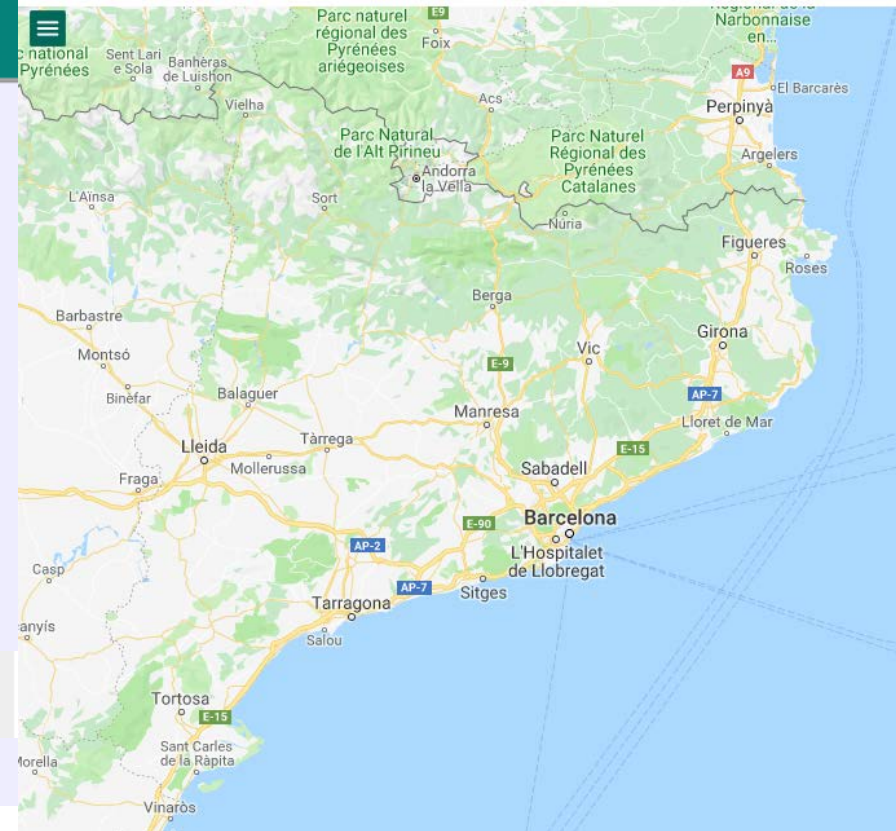 Parc naturel
régional des
Pyrénées
ariégeoises
E9
Foix
Narbonnaise
en...
c national
Pyrénées
Sent Lari
e Sola
Banhèras
de Luishon
A9
El Barcarès
Vielha
Acs
Perpinyà
Parc Natural
de l'Alt Pirineu
Parc Naturel
Régional des
Pyrénées
Catalanes
Argelers
Andorra
la Vella
L'Aïnsa
Sort
Núria
Figueres
Roses
Berga
Barbastre
Girona
Montsó
Vic
E-9
Binéfar
Balaguer
AP-7
Manresa
Lloret de Mar
Lleida
Tàrrega
E-15
Mollerussa
Sabadell
Fraga
Barcelona
E-90
L'Hospitalet
de Llobregat
AP-2
Casp
AP-7
Sitges
Tarragona
anyís
Salou
Tortosa
E-15
Sant Carles
de la Ràpita
Morella
Vinaròs